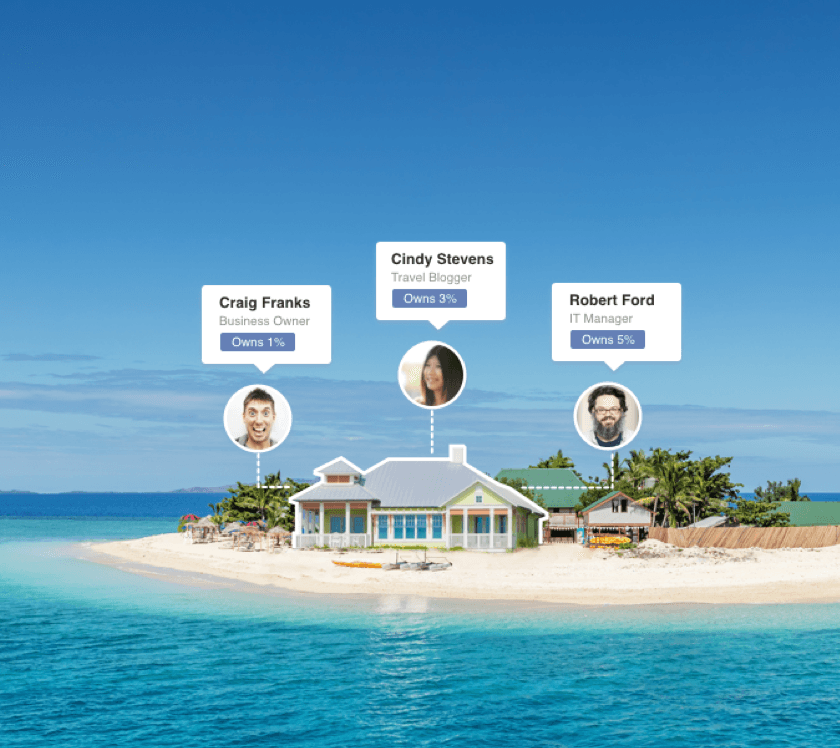 Cindy Stevens
Travel Blogger
Owns 3%
Craig Franks
Business Owner
Owns 1%
Robert Ford
IT Manager
Owns 5%